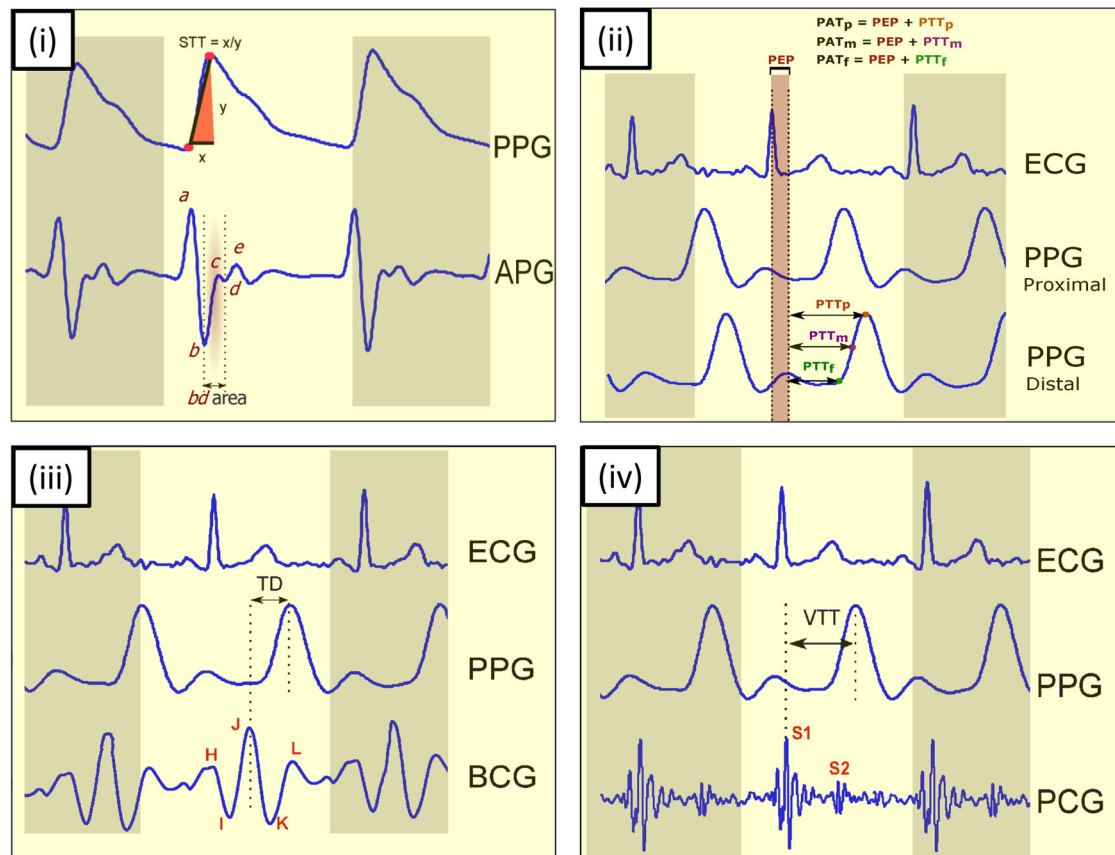 (i)
STT = x/y
y
x
PPG
a
e
c
APG
d
b
bd area
(ii)
PATp = PEP + PTTp
PATm = PEP + PTTm
PATf = PEP + PTTf
PEP
ECG
PPG
Proximal
PTTp
PTTm
PPG
PTTf
Distal
(iii)
ECG
TD
PPG
J
H
L
BCG
I
K
(iv)
ECG
VTT
PPG
S1
S2
PCG